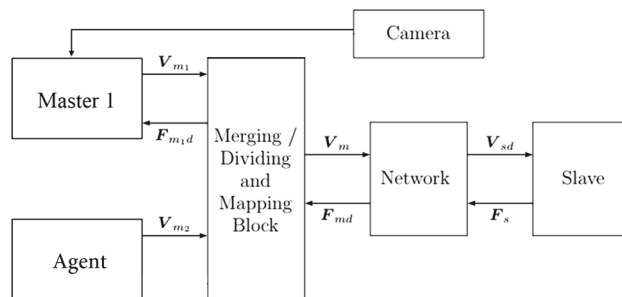 Camera
Master 1
V_{m_1}
F_{m_1 d}
Merging /
Dividing
and
Mapping
Block
V_m
F_{md}
Network
V_{sd}
F_s
Slave
V_{m_2}
Agent